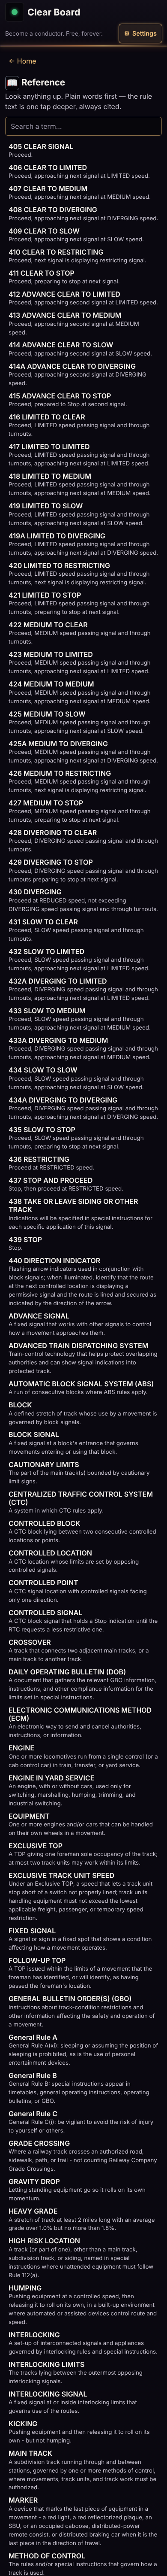 Clear Board
Become a conductor. Free, forever.
⚙ Settings
← Home
📖 Reference
Look anything up. Plain words first — the rule
text is one tap deeper, always cited.
Search a term...
405 CLEAR SIGNAL
Proceed.
406 CLEAR TO LIMITED
Proceed, approaching next signal at LIMITED speed.
407 CLEAR TO MEDIUM
Proceed, approaching next signal at MEDIUM speed.
408 CLEAR TO DIVERGING
Proceed, approaching next signal at DIVERGING speed.
409 CLEAR TO SLOW
Proceed, approaching next signal at SLOW speed.
410 CLEAR TO RESTRICTING
Proceed, next signal is displaying restricting signal.
411 CLEAR TO STOP
Proceed, preparing to stop at next signal.
412 ADVANCE CLEAR TO LIMITED
Proceed, approaching second signal at LIMITED speed.
413 ADVANCE CLEAR TO MEDIUM
Proceed, approaching second signal at MEDIUM
speed.
414 ADVANCE CLEAR TO SLOW
Proceed, approaching second signal at SLOW speed.
414A ADVANCE CLEAR TO DIVERGING
Proceed, approaching second signal at DIVERGING
speed.
415 ADVANCE CLEAR TO STOP
Proceed, prepared to Stop at second signal.
416 LIMITED TO CLEAR
Proceed, LIMITED speed passing signal and through
turnouts.
417 LIMITED TO LIMITED
Proceed, LIMITED speed passing signal and through
turnouts, approaching next signal at LIMITED speed.
418 LIMITED TO MEDIUM
Proceed, LIMITED speed passing signal and through
turnouts, approaching next signal at MEDIUM speed.
419 LIMITED TO SLOW
Proceed, LIMITED speed passing signal and through
turnouts, approaching next signal at SLOW speed.
419A LIMITED TO DIVERGING
Proceed, LIMITED speed passing signal and through
turnouts, approaching next signal at DIVERGING speed.
420 LIMITED TO RESTRICTING
Proceed, LIMITED speed passing signal and through
turnouts, next signal is displaying restricting signal.
421 LIMITED TO STOP
Proceed, LIMITED speed passing signal and through
turnouts, preparing to stop at next signal.
422 MEDIUM TO CLEAR
Proceed, MEDIUM speed passing signal and through
turnouts.
423 MEDIUM TO LIMITED
Proceed, MEDIUM speed passing signal and through
turnouts, approaching next signal at LIMITED speed.
424 MEDIUM TO MEDIUM
Proceed, MEDIUM speed passing signal and through
turnouts, approaching next signal at MEDIUM speed.
425 MEDIUM TO SLOW
Proceed, MEDIUM speed passing signal and through
turnouts, approaching next signal at SLOW speed.
425A MEDIUM TO DIVERGING
Proceed, MEDIUM speed passing signal and through
turnouts, approaching next signal at DIVERGING speed.
426 MEDIUM TO RESTRICTING
Proceed, MEDIUM speed passing signal and through
turnouts, next signal is displaying restricting signal.
427 MEDIUM TO STOP
Proceed, MEDIUM speed passing signal and through
turnouts, preparing to stop at next signal.
428 DIVERGING TO CLEAR
Proceed, DIVERGING speed passing signal and through
turnouts.
429 DIVERGING TO STOP
Proceed, DIVERGING speed passing signal and through
turnouts preparing to stop at next signal.
430 DIVERGING
Proceed at REDUCED speed, not exceeding
DIVERGING speed passing signal and through turnouts.
431 SLOW TO CLEAR
Proceed, SLOW speed passing signal and through
turnouts.
432 SLOW TO LIMITED
Proceed, SLOW speed passing signal and through
turnouts, approaching next signal at LIMITED speed.
432A DIVERGING TO LIMITED
Proceed, DIVERGING speed passing signal and through
turnouts, approaching next signal at LIMITED speed.
433 SLOW TO MEDIUM
Proceed, SLOW speed passing signal and through
turnouts, approaching next signal at MEDIUM speed.
433A DIVERGING TO MEDIUM
Proceed, DIVERGING speed passing signal and through
turnouts, approaching next signal at MEDIUM speed.
434 SLOW TO SLOW
Proceed, SLOW speed passing signal and through
turnouts, approaching next signal at SLOW speed.
434A DIVERGING TO DIVERGING
Proceed, DIVERGING speed passing signal and through
turnouts, approaching next signal at DIVERGING speed.
435 SLOW TO STOP
Proceed, SLOW speed passing signal and through
turnouts, preparing to stop at next signal.
436 RESTRICTING
Proceed at RESTRICTED speed.
437 STOP AND PROCEED
Stop, then proceed at RESTRICTED speed.
438 TAKE OR LEAVE SIDING OR OTHER
TRACK
Indications will be specified in special instructions for
each specific application of this signal.
439 STOP
Stop.
440 DIRECTION INDICATOR
Flashing arrow indicators used in conjunction with
block signals; when illuminated, identify that the route
at the next controlled location is displaying a
permissive signal and the route is lined and secured as
indicated by the direction of the arrow.
ADVANCE SIGNAL
A fixed signal that works with other signals to control
how a movement approaches them.
ADVANCED TRAIN DISPATCHING SYSTEM
Train-control technology that helps protect overlapping
authorities and can show signal indications into
protected track.
AUTOMATIC BLOCK SIGNAL SYSTEM (ABS)
A run of consecutive blocks where ABS rules apply.
BLOCK
A defined stretch of track whose use by a movement is
governed by block signals.
BLOCK SIGNAL
A fixed signal at a block's entrance that governs
movements entering or using that block.
CAUTIONARY LIMITS
The part of the main track(s) bounded by cautionary
limit signs.
CENTRALIZED TRAFFIC CONTROL SYSTEM
(CTC)
A system in which CTC rules apply.
CONTROLLED BLOCK
A CTC block lying between two consecutive controlled
locations or points.
CONTROLLED LOCATION
A CTC location whose limits are set by opposing
controlled signals.
CONTROLLED POINT
A CTC signal location with controlled signals facing
only one direction.
CONTROLLED SIGNAL
A CTC block signal that holds a Stop indication until the
RTC requests a less restrictive one.
CROSSOVER
A track that connects two adjacent main tracks, or a
main track to another track.
DAILY OPERATING BULLETIN (DOB)
A document that gathers the relevant GBO information,
instructions, and other compliance information for the
limits set in special instructions.
ELECTRONIC COMMUNICATIONS METHOD
(ECM)
An electronic way to send and cancel authorities,
instructions, or information.
ENGINE
One or more locomotives run from a single control (or a
cab control car) in train, transfer, or yard service.
ENGINE IN YARD SERVICE
An engine, with or without cars, used only for
switching, marshalling, humping, trimming, and
industrial switching.
EQUIPMENT
One or more engines and/or cars that can be handled
on their own wheels in a movement.
EXCLUSIVE TOP
A TOP giving one foreman sole occupancy of the track;
at most two track units may work within its limits.
EXCLUSIVE TRACK UNIT SPEED
Under an Exclusive TOP, a speed that lets a track unit
stop short of a switch not properly lined; track units
handling equipment must not exceed the lowest
applicable freight, passenger, or temporary speed
restriction.
FIXED SIGNAL
A signal or sign in a fixed spot that shows a condition
affecting how a movement operates.
FOLLOW-UP TOP
A TOP issued within the limits of a movement that the
foreman has identified, or will identify, as having
passed the foreman's location.
GENERAL BULLETIN ORDER(S) (GBO)
Instructions about track-condition restrictions and
other information affecting the safety and operation of
a movement.
General Rule A
General Rule A(xi): sleeping or assuming the position of
sleeping is prohibited, as is the use of personal
entertainment devices.
General Rule B
General Rule B: special instructions appear in
timetables, general operating instructions, operating
bulletins, or GBO.
General Rule C
General Rule C(i): be vigilant to avoid the risk of injury
to yourself or others.
GRADE CROSSING
Where a railway track crosses an authorized road,
sidewalk, path, or trail - not counting Railway Company
Grade Crossings.
GRAVITY DROP
Letting standing equipment go so it rolls on its own
momentum.
HEAVY GRADE
A stretch of track at least 2 miles long with an average
grade over 1.0% but no more than 1.8%.
HIGH RISK LOCATION
A track (or part of one), other than a main track,
subdivision track, or siding, named in special
instructions where unattended equipment must follow
Rule 112(a).
HUMPING
Pushing equipment at a controlled speed, then
releasing it to roll on its own, in a built-up environment
where automated or assisted devices control route and
speed.
INTERLOCKING
A set-up of interconnected signals and appliances
governed by interlocking rules and special instructions.
INTERLOCKING LIMITS
The tracks lying between the outermost opposing
interlocking signals.
INTERLOCKING SIGNAL
A fixed signal at or inside interlocking limits that
governs use of the routes.
KICKING
Pushing equipment and then releasing it to roll on its
own - but not humping.
MAIN TRACK
A subdivision track running through and between
stations, governed by one or more methods of control,
where movements, track units, and track work must be
authorized.
MARKER
A device that marks the last piece of equipment in a
movement - a red light, a red reflectorized plaque, an
SBU, or an occupied caboose, distributed-power
remote consist, or distributed braking car when it is the
last piece in the direction of travel.
METHOD OF CONTROL
The rules and/or special instructions that govern how a
track is used.